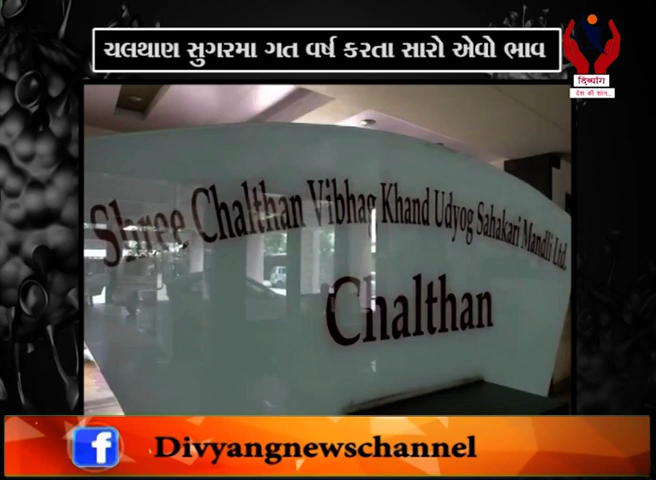 ચલથાણ સુગરમા ગત વર્ષ કરતા સારો એવો ભાવ
दिव्यांग
देश की शान...
Shree Chalthan Vibhag Khand Udyog Sahakari Mandli Ltd.
Chalthan
f Divyangnewschannel